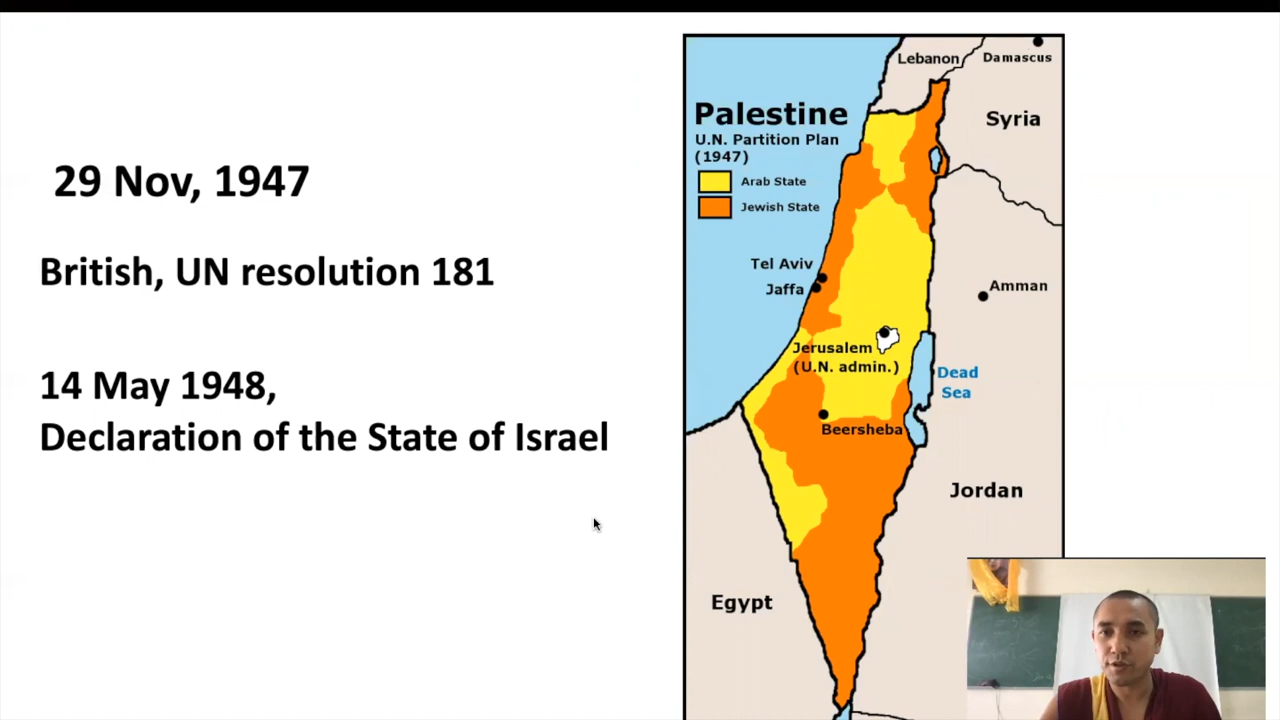 29 Nov, 1947
British, UN resolution 181
14 May 1948,
Declaration of the State of Israel
Palestine
U.N. Partition Plan
(1947)
Arab State
Jewish State
Lebanon
Damascus
Syria
Tel Aviv
Jaffa
Amman
Jerusalem
(U.N. admin.)
Dead
Sea
Beersheba
Jordan
Egypt